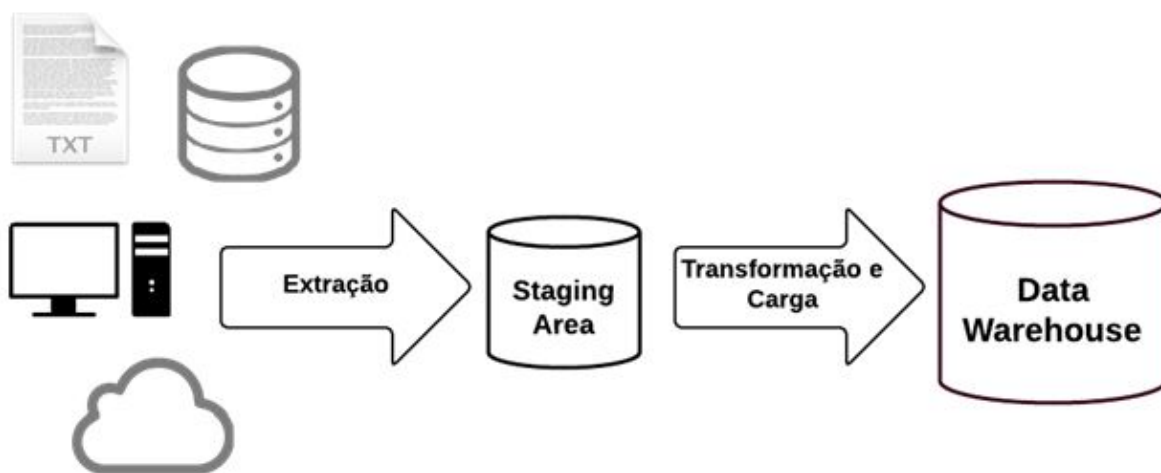 TXT
Extração
Staging
Area
Transformação e
Carga
Data
Warehouse